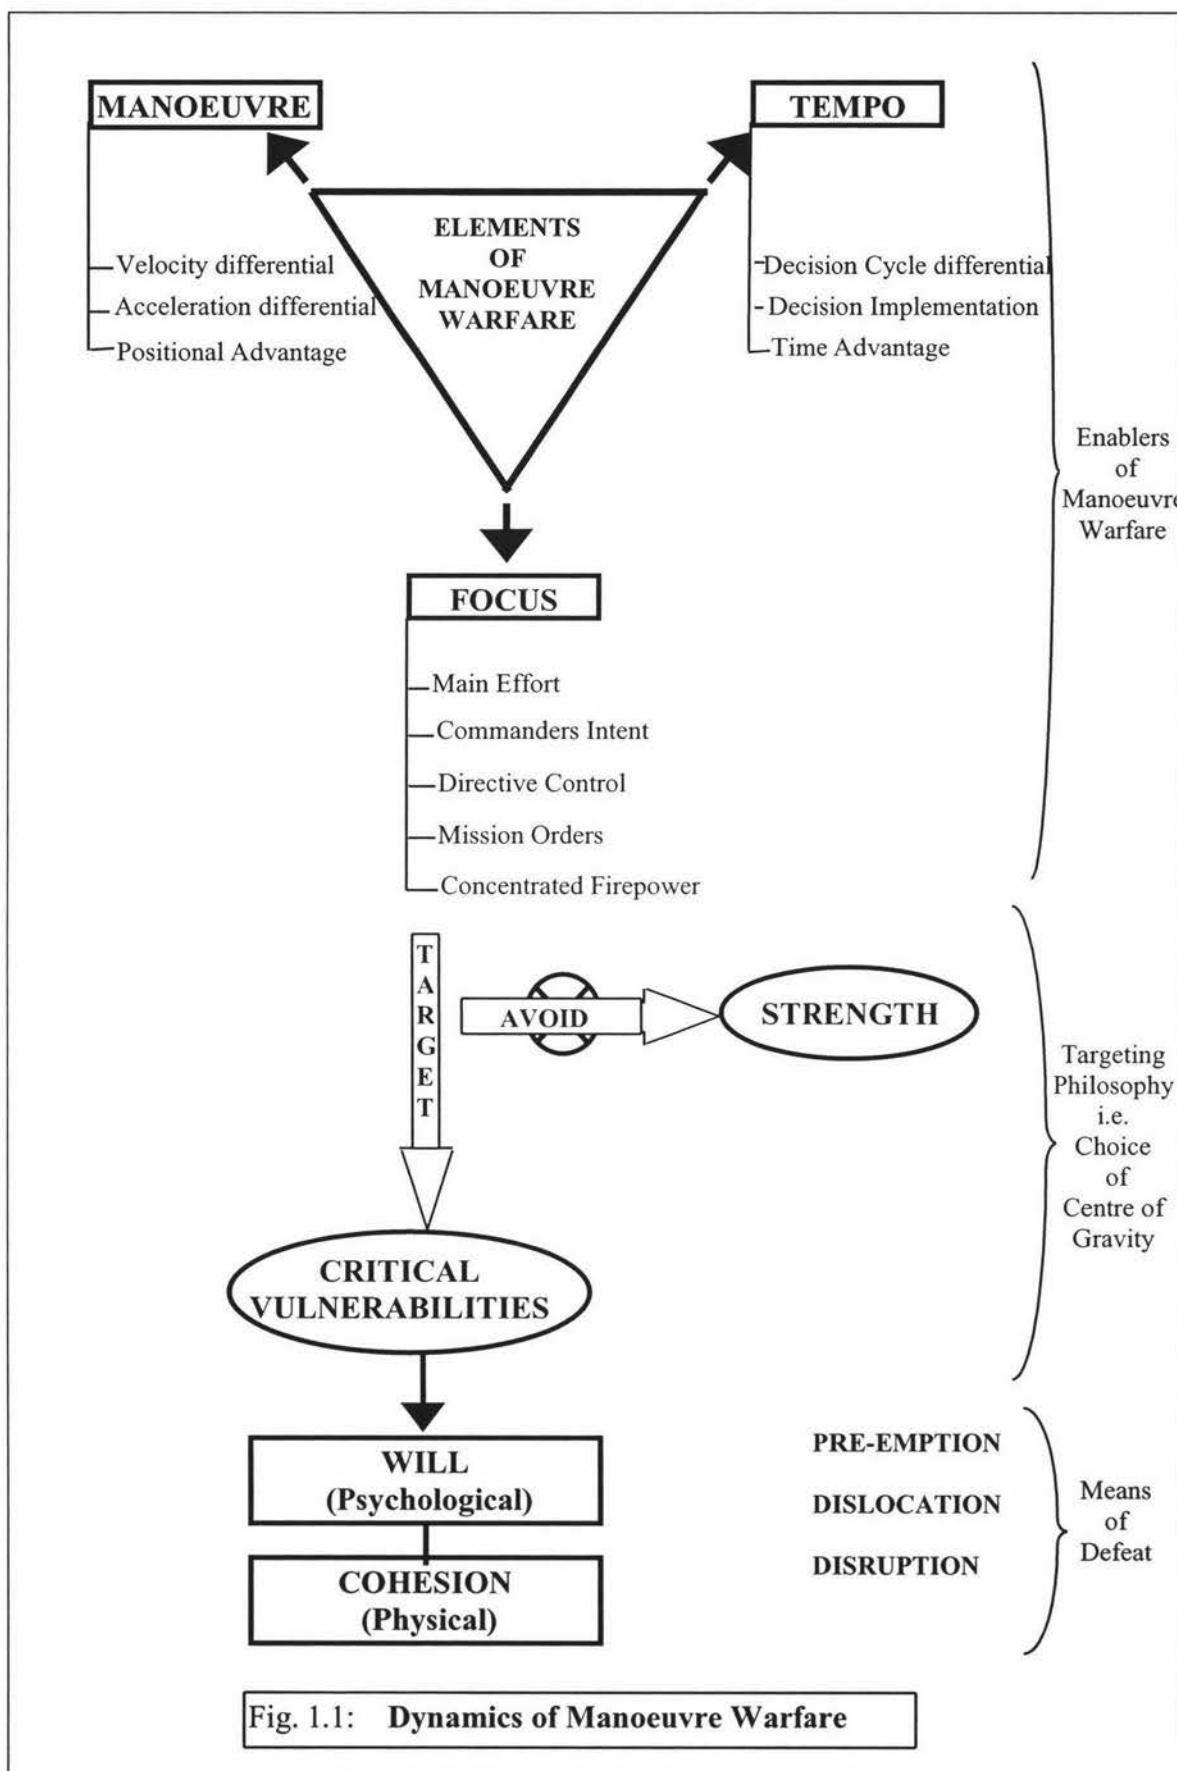 MANOEUVRE
TEMPO
ELEMENTS
OF
MANOEUVRE
WARFARE
Velocity differential
Acceleration differential
Positional Advantage
Decision Cycle differential
Decision Implementation
Time Advantage
Enablers
of
Manoeuvre
Warfare
FOCUS
Main Effort
Commanders Intent
Directive Control
Mission Orders
Concentrated Firepower
TARGET
AVOID
STRENGTH
Targeting
Philosophy
i.e.
Choice
of
Centre of
Gravity
CRITICAL
VULNERABILITIES
WILL
(Psychological)
COHESION
(Physical)
PRE-EMPTION
DISLOCATION
DISRUPTION
Means
of
Defeat
Fig. 1.1: Dynamics of Manoeuvre Warfare